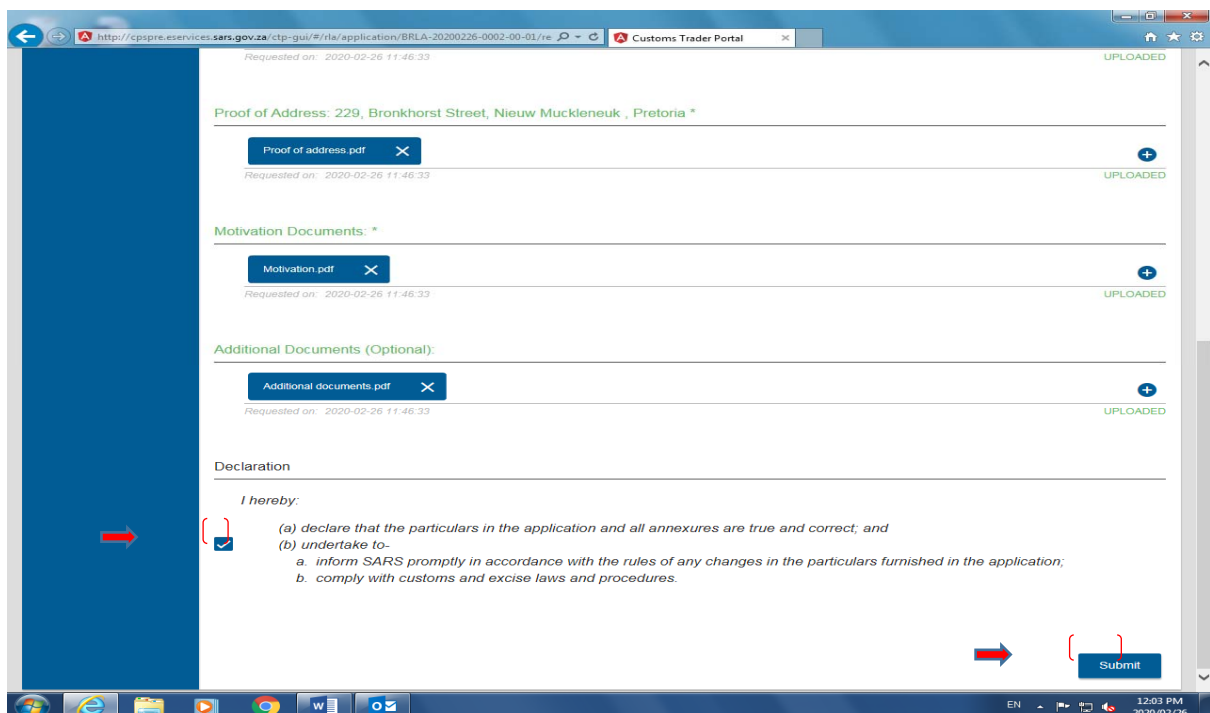 http://cpspre.eservices.sars.gov.za/ctp-gui/#/rla/application/BRLA-20200226-0002-00-01/re
Customs Trader Portal
Requested on: 2020-02-26 11:46:33 UPLOADED
Proof of Address: 229, Bronkhorst Street, Nieuw Muckleneuk , Pretoria *
Proof of address.pdf
Requested on: 2020-02-26 11:46:33 UPLOADED
Motivation Documents: *
Motivation.pdf
Requested on: 2020-02-26 11:46:33 UPLOADED
Additional Documents (Optional):
Additional documents.pdf
Requested on: 2020-02-26 11:46:33 UPLOADED
Declaration
I hereby:
(a) declare that the particulars in the application and all annexures are true and correct; and
(b) undertake to-
a. inform SARS promptly in accordance with the rules of any changes in the particulars furnished in the application;
b. comply with customs and excise laws and procedures.
Submit
EN 12:03 PM
2020/02/26